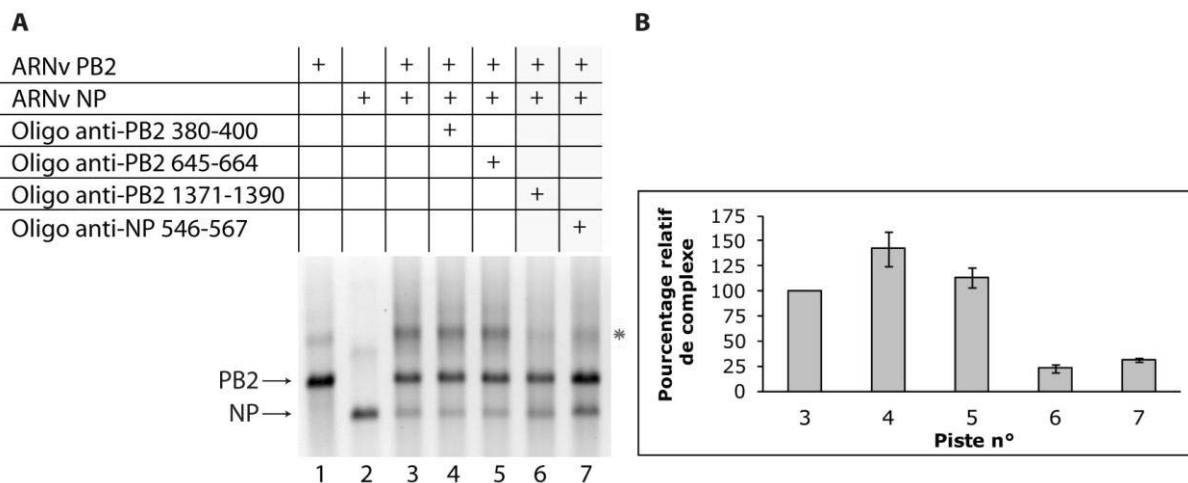 A
ARNv PB2 + + + + + +
ARNv NP + + + + + +
Oligo anti-PB2 380-400 +
Oligo anti-PB2 645-664 +
Oligo anti-PB2 1371-1390 +
Oligo anti-NP 546-567 +
*
PB2→
NP→
1 2 3 4 5 6 7
B
Pourcentage relatif
de complexe
175
150
125
100
75
50
25
0
3 4 5 6 7
Piste n°